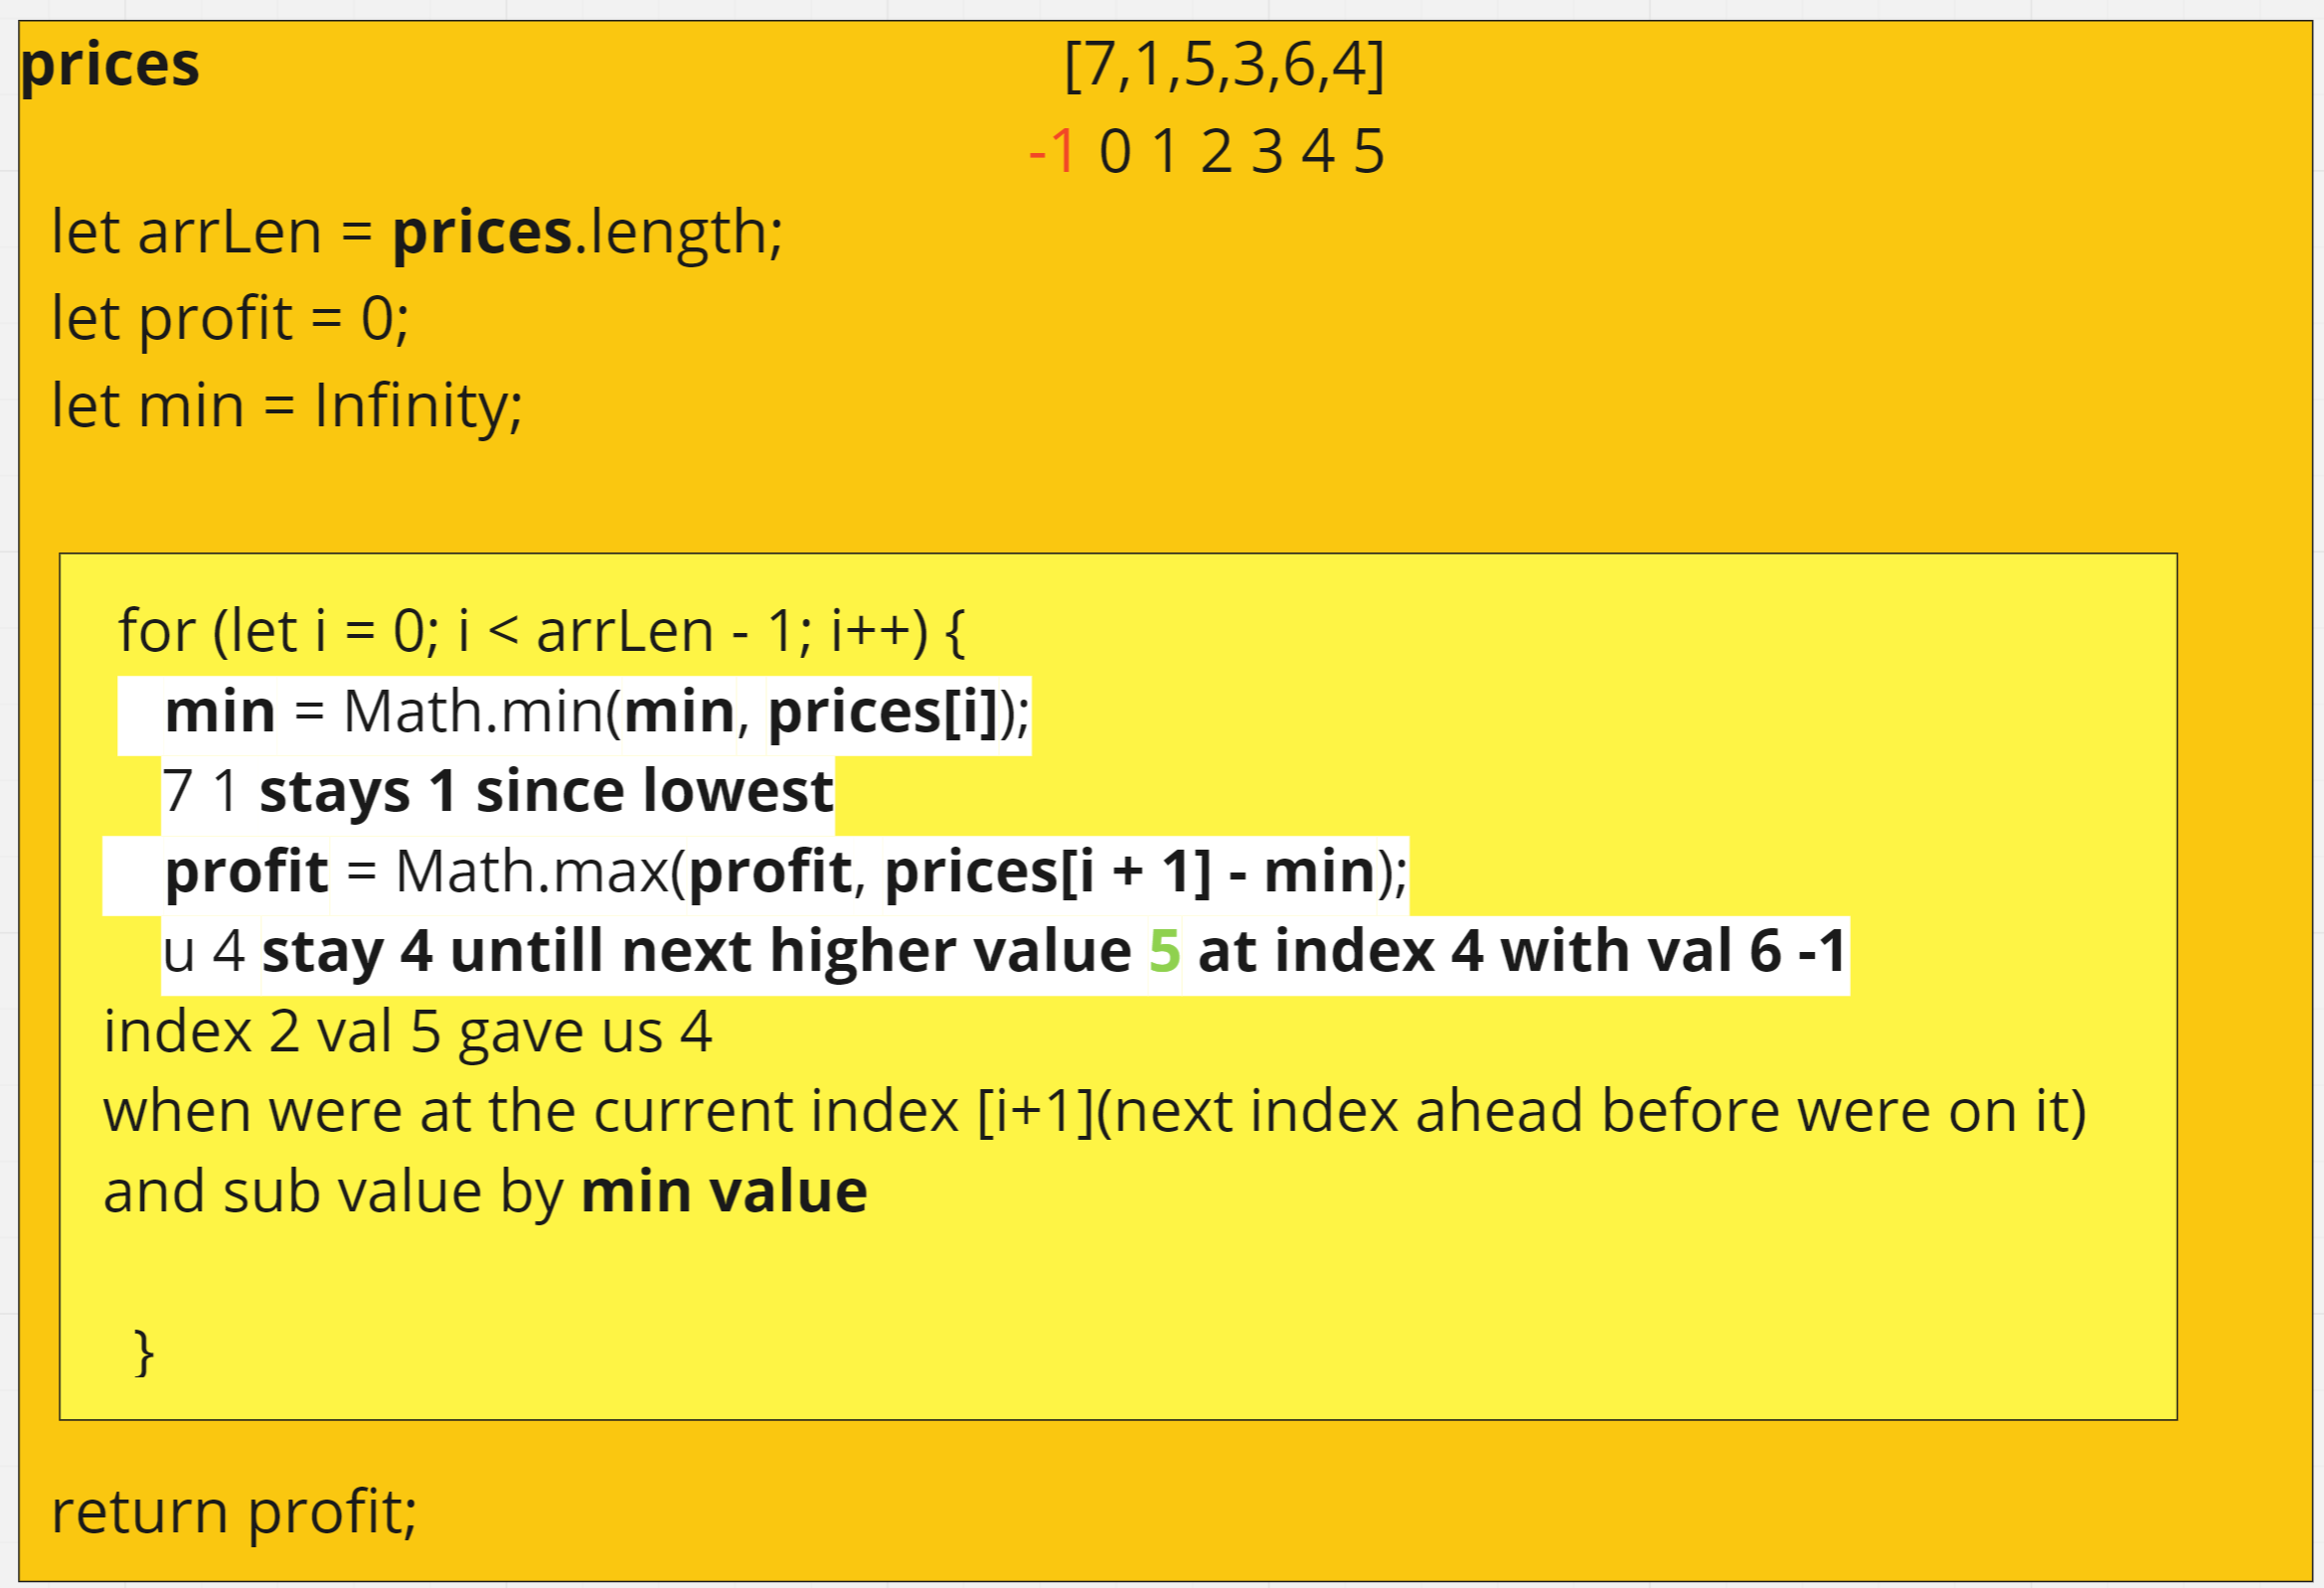 prices [7,1,5,3,6,4]
-1 0 1 2 3 4 5
let arrLen = prices.length;
let profit = 0;
let min = Infinity;
for (let i = 0; i < arrLen - 1; i++) {
min = Math.min(min, prices[i]);
7 1 stays 1 since lowest
profit = Math.max(profit, prices[i + 1] - min);
u 4 stay 4 untill next higher value 5 at index 4 with val 6 -1
index 2 val 5 gave us 4
when were at the current index [i+1](next index ahead before were on it)
and sub value by min value
}
return profit;